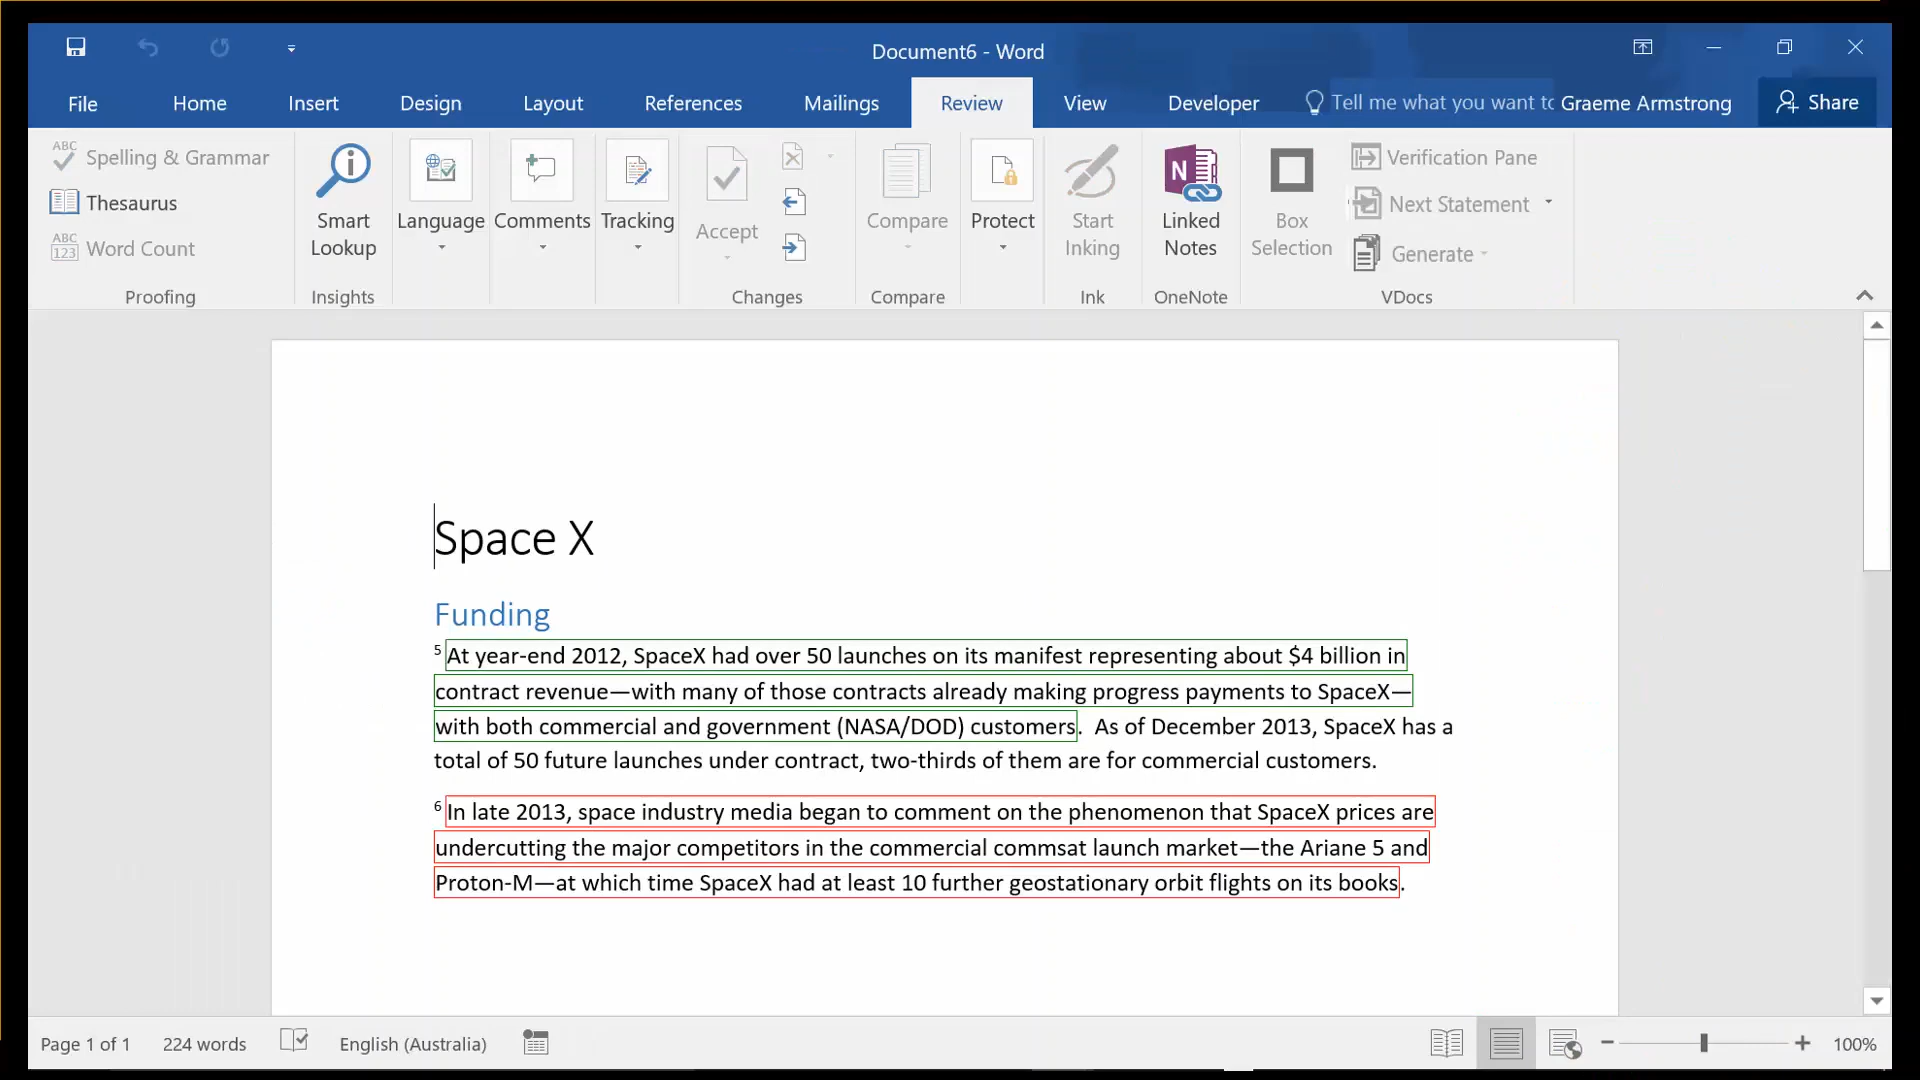 Document6 - Word
File Home Insert Design Layout References Mailings Review View Developer Tell me what you want to Graeme Armstrong Share
ABC Spelling & Grammar
Thesaurus
ABC 123 Word Count
Proofing
Smart Lookup
Insights
Language
Comments
Tracking
Accept
Changes
Compare
Compare
Protect
Start Inking
Ink
N
Linked Notes
OneNote
Box Selection
Verification Pane
Next Statement
Generate
VDocs
Space X
Funding
5 At year-end 2012, SpaceX had over 50 launches on its manifest representing about $4 billion in
contract revenue—with many of those contracts already making progress payments to SpaceX—
with both commercial and government (NASA/DOD) customers.  As of December 2013, SpaceX has a
total of 50 future launches under contract, two-thirds of them are for commercial customers.
6 In late 2013, space industry media began to comment on the phenomenon that SpaceX prices are
undercutting the major competitors in the commercial commsat launch market—the Ariane 5 and
Proton-M—at which time SpaceX had at least 10 further geostationary orbit flights on its books.
Page 1 of 1 224 words English (Australia) 100%